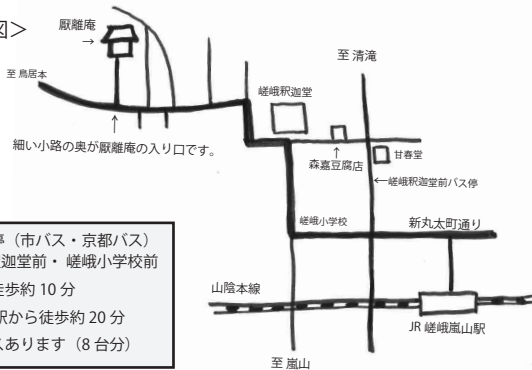 図>
厭離庵
→
至 鳥居本
至 清滝
嵯峨釈迦堂
細い小路の奥が厭離庵の入り口です。
森嘉豆腐店
甘春堂
←嵯峨釈迦堂前バス停
嵯峨小学校
新丸太町通り
（市バス・京都バス）
迦堂前・ 嵯峨小学校前
徒歩約 10 分
駅から徒歩約 20 分
あります（8 台分）
山陰本線
JR 嵯峨嵐山駅
至 嵐山